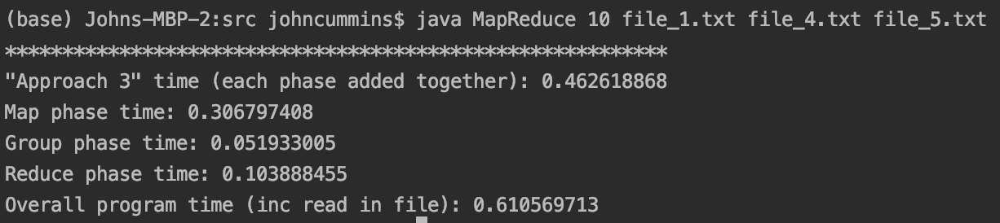 (base) Johns-MBP-2:src johncummins$ java MapReduce 10 file_1.txt file_4.txt file_5.txt
**********************************************************
"Approach 3" time (each phase added together): 0.462618868
Map phase time: 0.306797408
Group phase time: 0.051933005
Reduce phase time: 0.103888455
Overall program time (inc read in file): 0.610569713